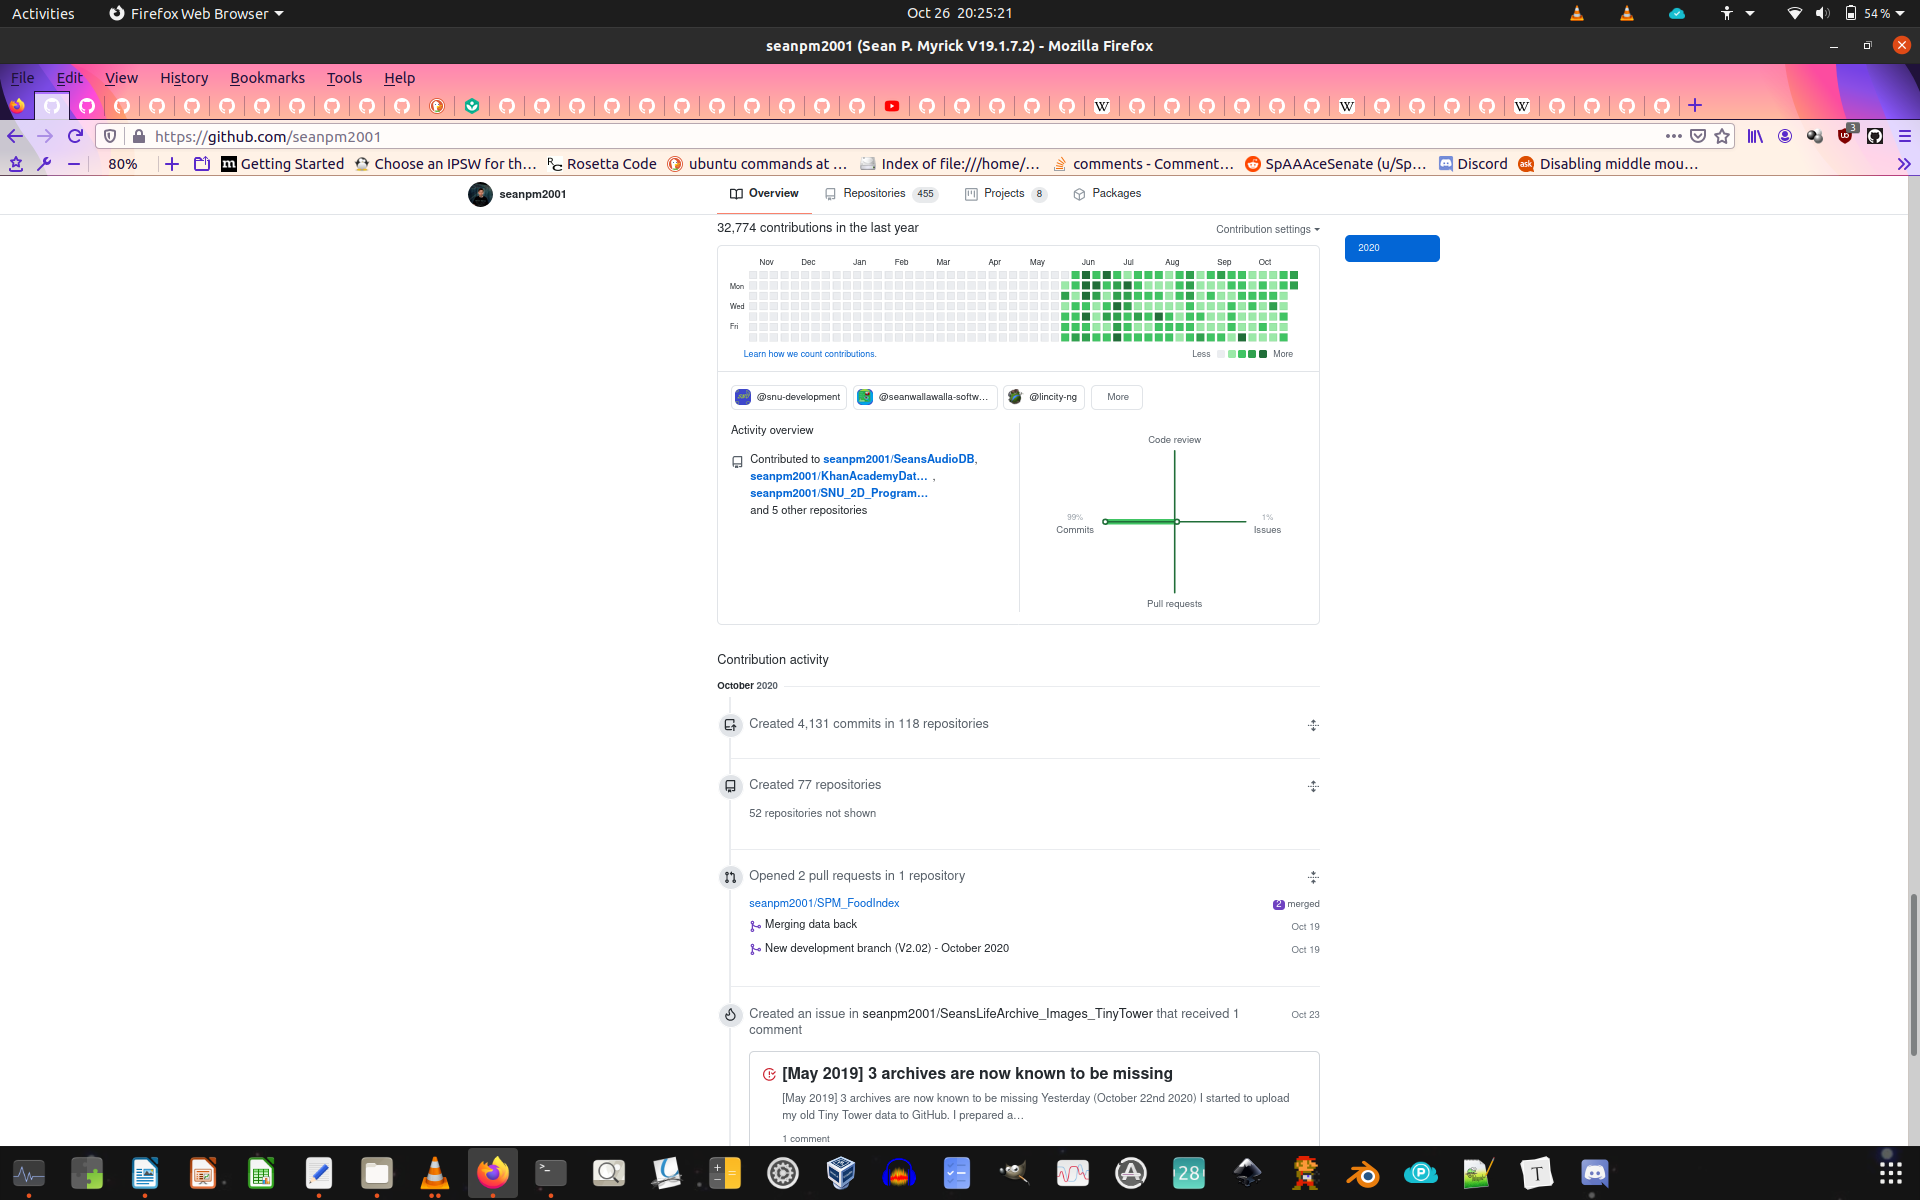 Activities
Firefox Web Browser
Oct 26 20:25:21
54 %
seanpm2001 (Sean P. Myrick V19.1.7.2) - Mozilla Firefox
File Edit View History Bookmarks Tools Help
https://github.com/seanpm2001
3
80%
Getting Started
Choose an IPSW for th…
Rosetta Code
ubuntu commands at …
Index of file:///home/…
comments - Comment…
SpAAAceSenate (u/Sp…
Discord
Disabling middle mou…
seanpm2001
Overview
Repositories 455
Projects 8
Packages
32,774 contributions in the last year
Contribution settings
2020
Nov Dec Jan Feb Mar Apr May Jun Jul Aug Sep Oct
Mon
Wed
Fri
Learn how we count contributions.
Less More
@snu-development
@seanwallawalla-softw…
@lincity-ng
More
Activity overview
Contributed to seanpm2001/SeansAudioDB,
seanpm2001/KhanAcademyDat… ,
seanpm2001/SNU_2D_Program…
and 5 other repositories
Code review
99%
Commits
1%
Issues
Pull requests
Contribution activity
October 2020
Created 4,131 commits in 118 repositories
Created 77 repositories
52 repositories not shown
Opened 2 pull requests in 1 repository
seanpm2001/SPM_FoodIndex
2 merged
Merging data back
Oct 19
New development branch (V2.02) - October 2020
Oct 19
Created an issue in seanpm2001/SeansLifeArchive_Images_TinyTower that received 1
comment
Oct 23
[May 2019] 3 archives are now known to be missing
[May 2019] 3 archives are now known to be missing Yesterday (October 22nd 2020) I started to upload
my old Tiny Tower data to GitHub. I prepared a…
1 comment
28